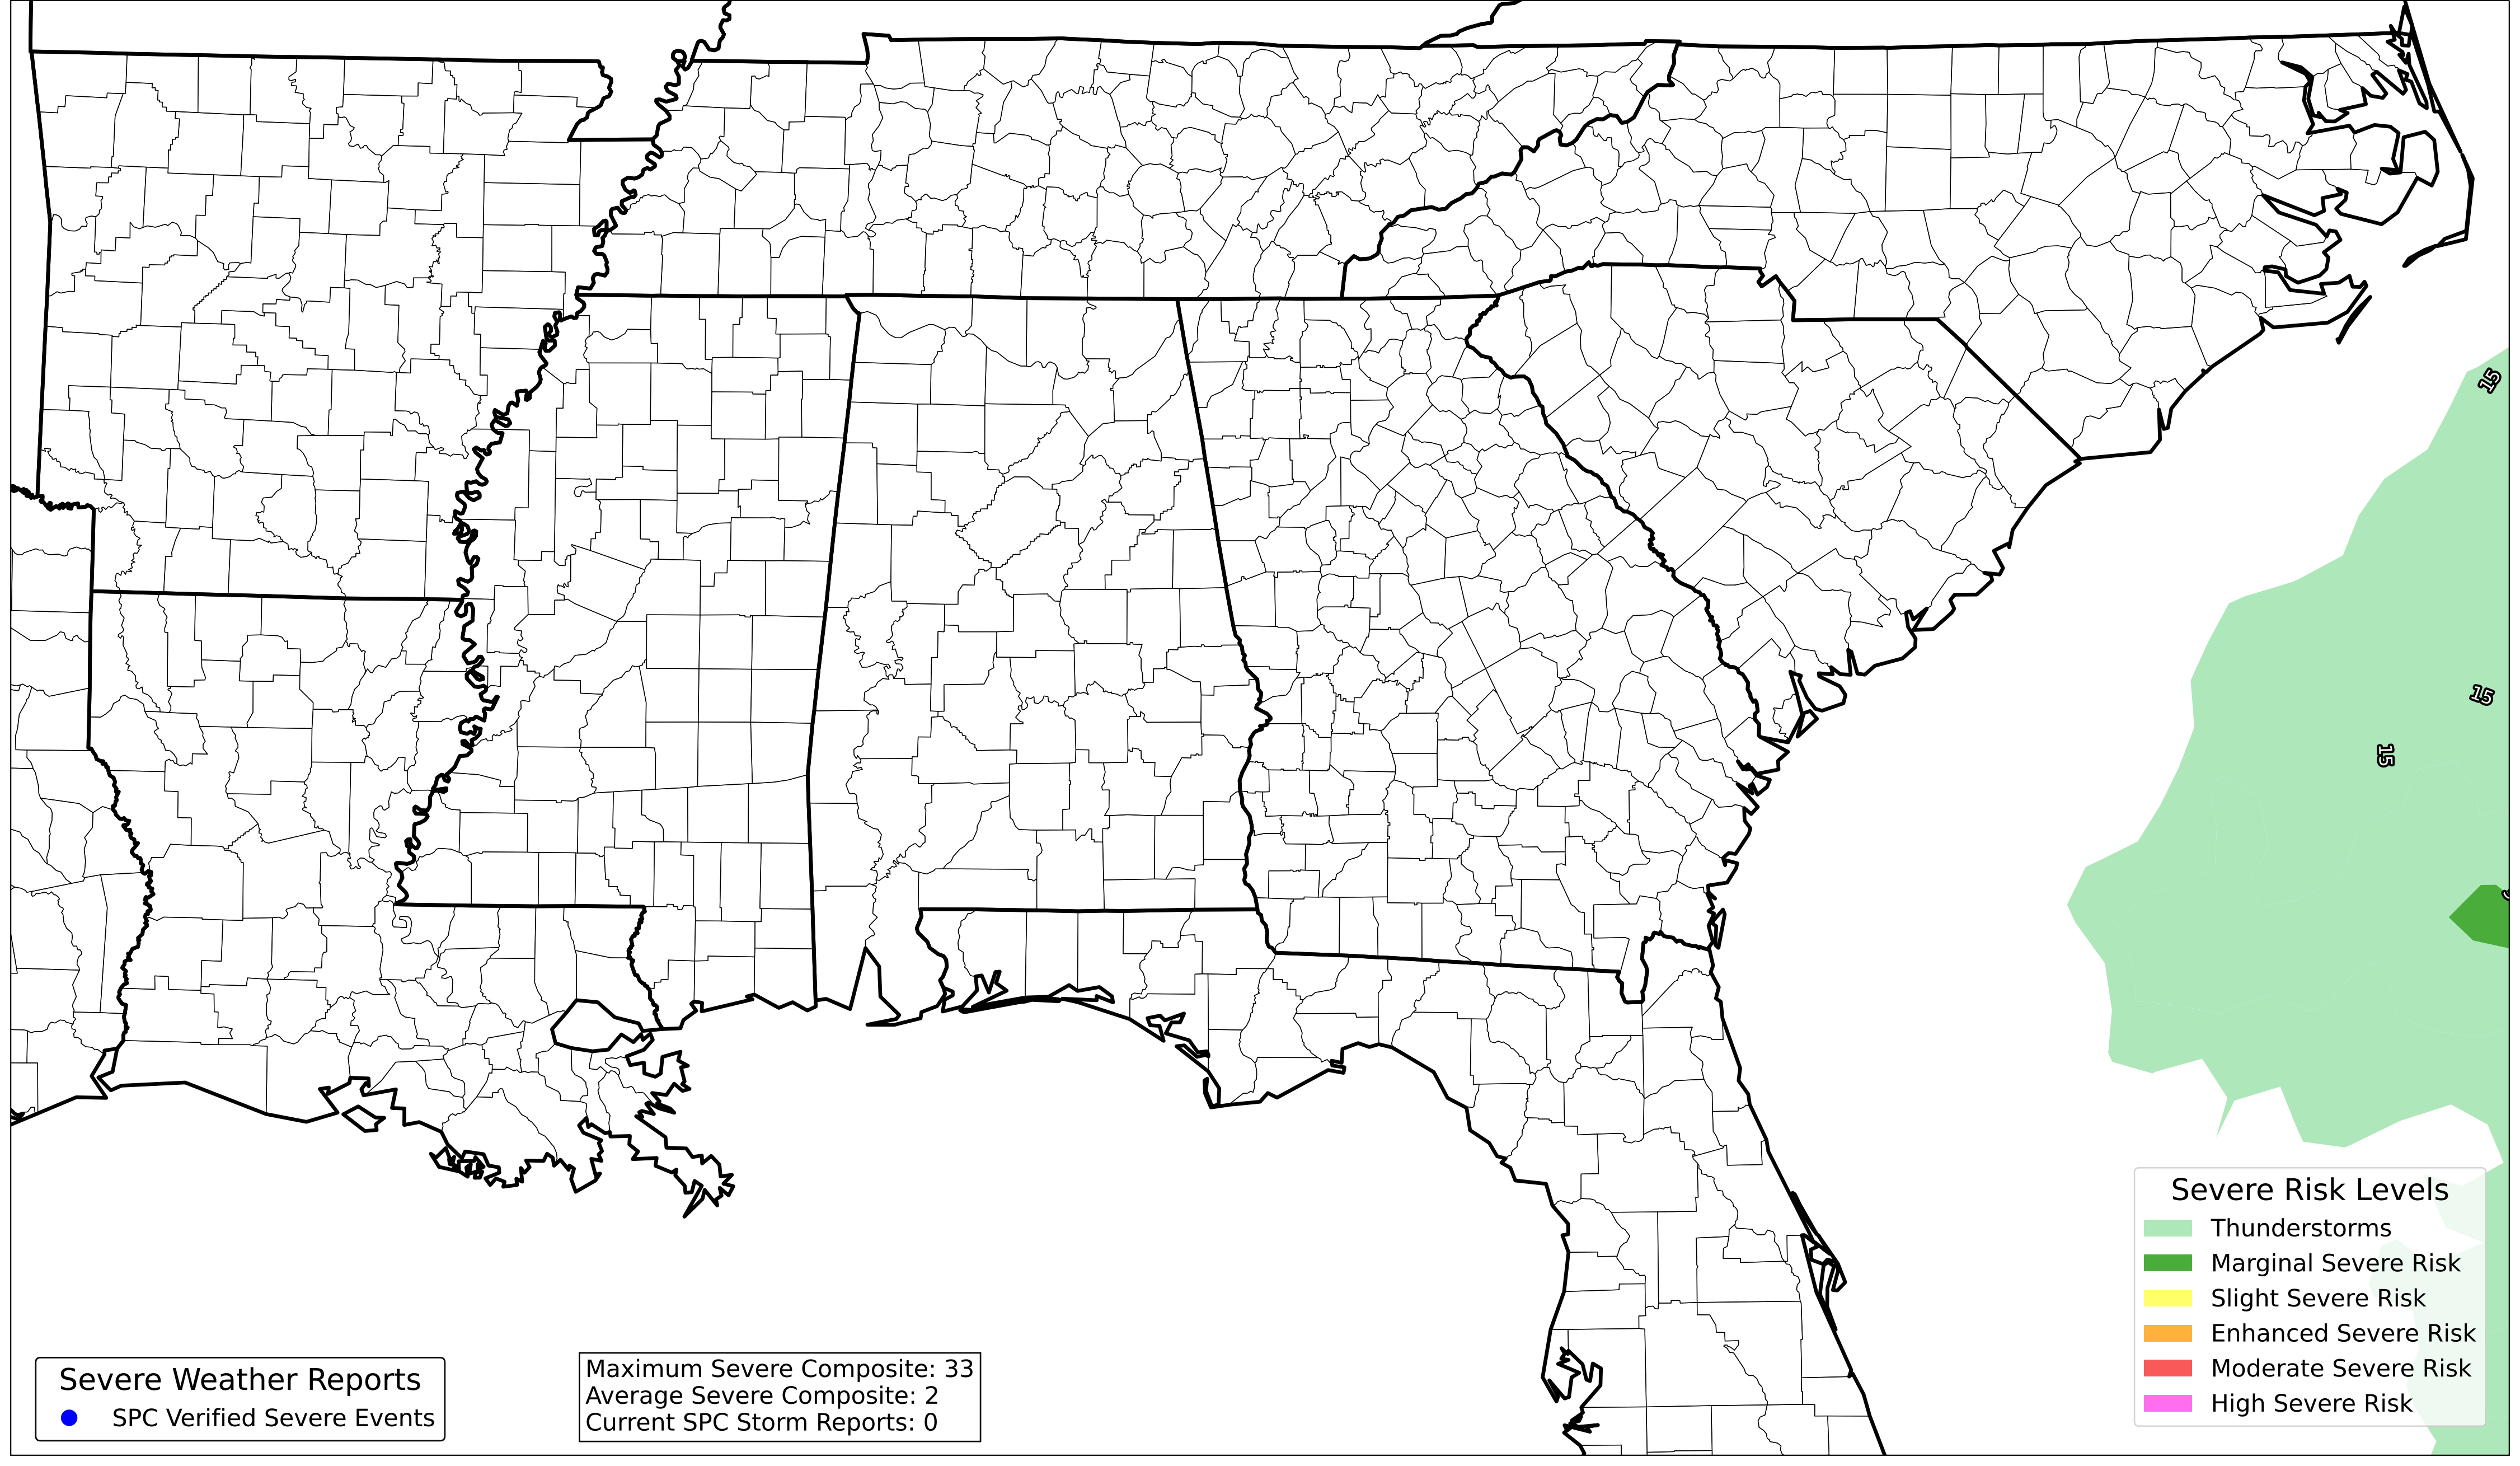 15
15
15
Severe Risk Levels
Thunderstorms
Marginal Severe Risk
Slight Severe Risk
Enhanced Severe Risk
Moderate Severe Risk
High Severe Risk
Severe Weather Reports
SPC Verified Severe Events
Maximum Severe Composite: 33
Average Severe Composite: 2
Current SPC Storm Reports: 0